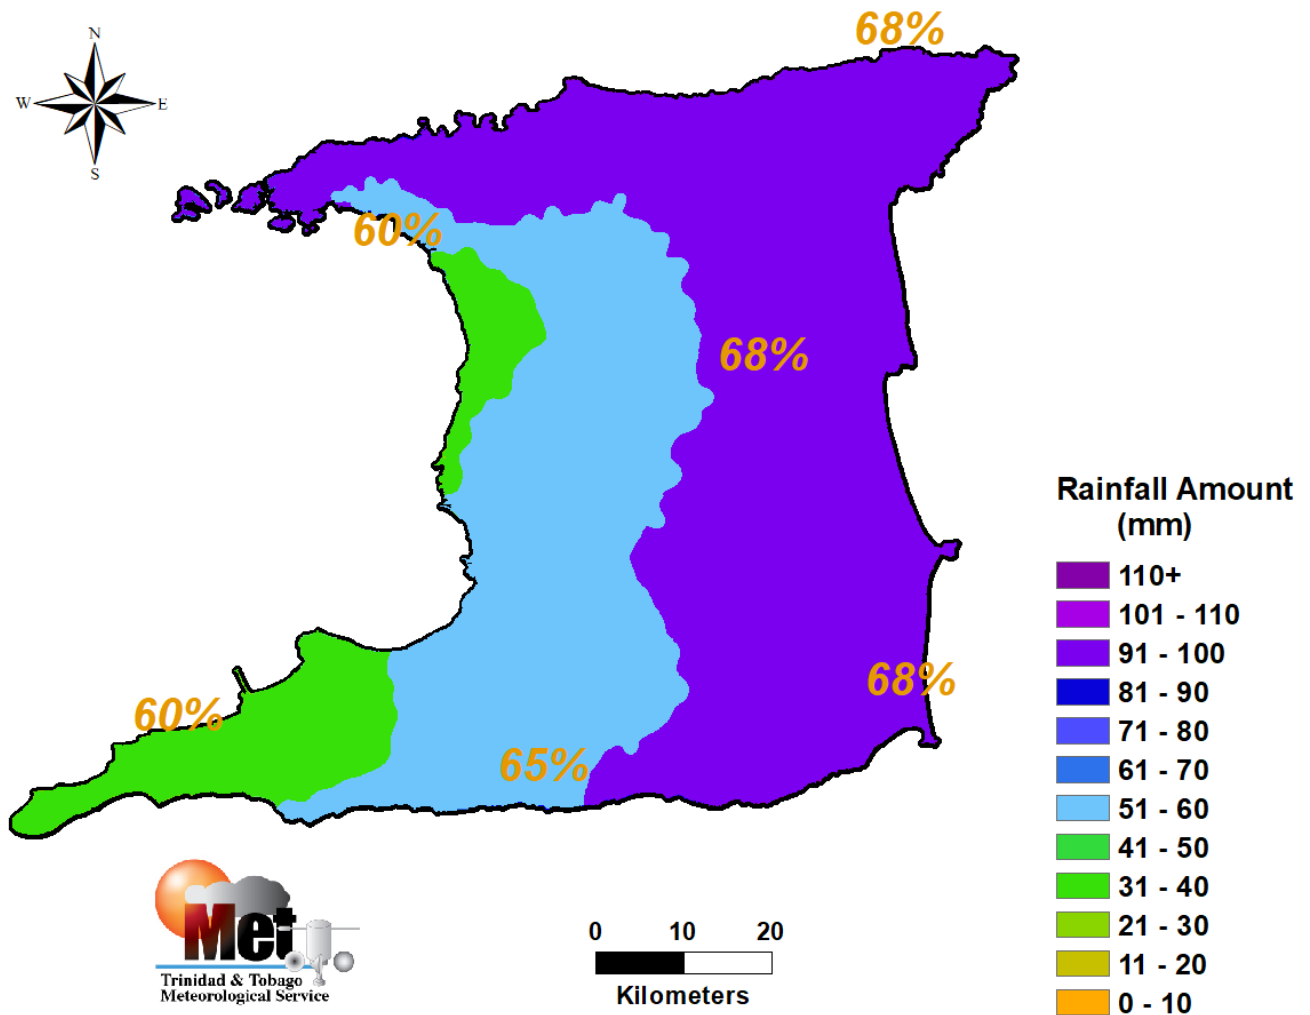 68%
N
W E
S
60%
68%
Rainfall Amount
(mm)
110+
101 - 110
91 - 100
81 - 90
71 - 80
61 - 70
51 - 60
41 - 50
31 - 40
21 - 30
11 - 20
0 - 10
68%
60%
65%
Met
Trinidad & Tobago
Meteorological Service
0 10 20
Kilometers